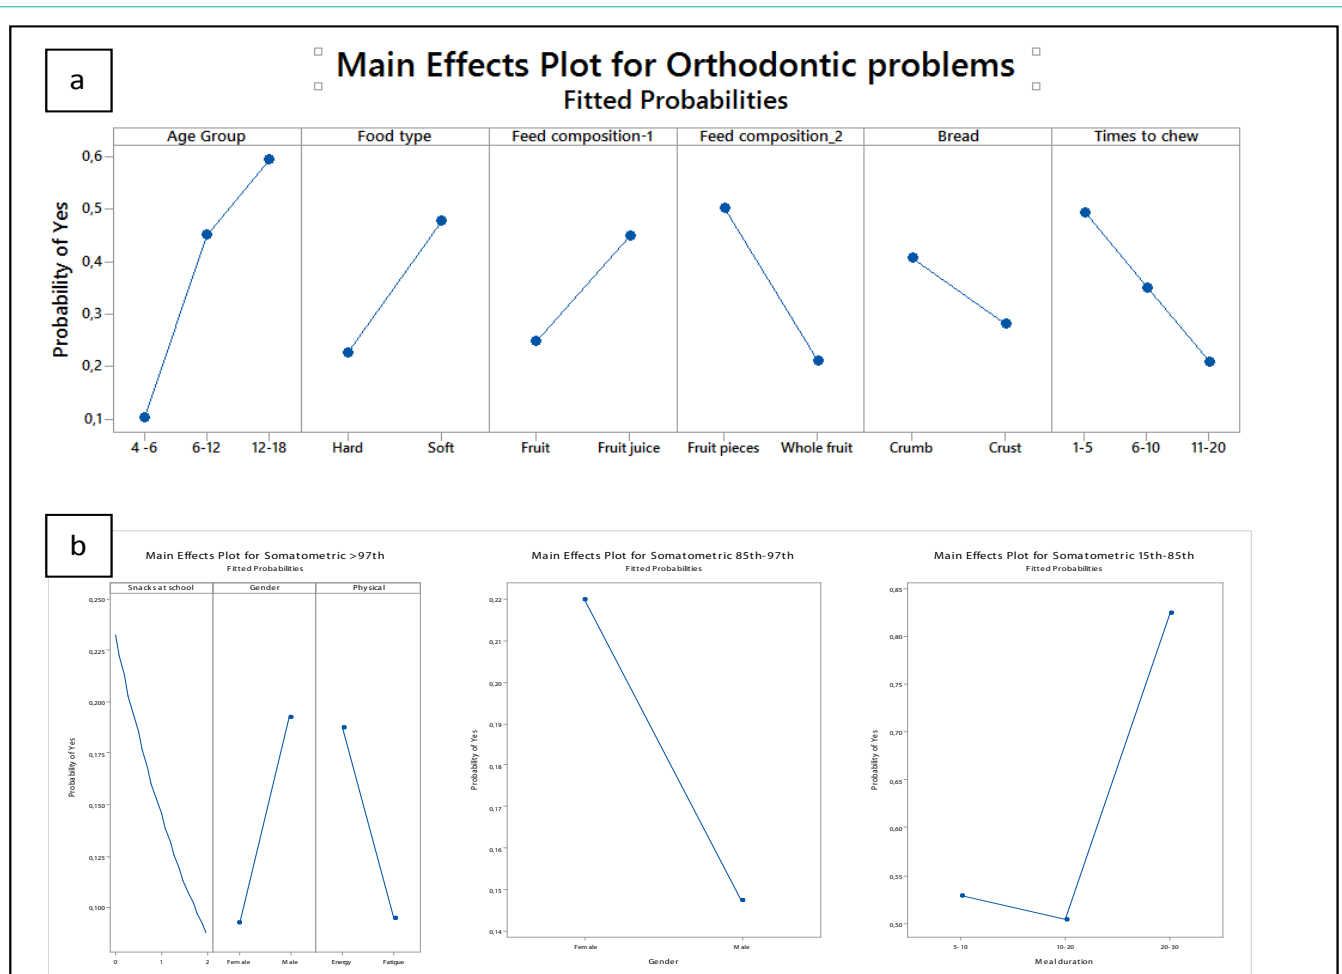 a
Main Effects Plot for Orthodontic problems
Fitted Probabilities
Age Group Food type Feed composition-1 Feed composition_2 Bread Times to chew
Probability of Yes
0,6
0,5
0,4
0,3
0,2
0,1
4 -6 6-12 12-18 Hard Soft Fruit Fruit juice Fruit pieces Whole fruit Crumb Crust 1-5 6-10 11-20
b
Main Effects Plot for Somatometric >97th
Fitted Probabilities
Snacks at school Gender Physical
Probability of Yes
0,250
0,225
0,200
0,175
0,150
0,125
0,100
0 1 2 Female Male Energy Fatigue
Main Effects Plot for Somatometric 85th-97th
Fitted Probabilities
Probability of Yes
0,22
0,21
0,20
0,19
0,18
0,17
0,16
0,15
0,14
Female Male
Gender
Main Effects Plot for Somatometric 15th-85th
Fitted Probabilities
Probability of Yes
0,85
0,80
0,75
0,70
0,65
0,60
0,55
0,50
5-10 10-20 20-30
Meal duration